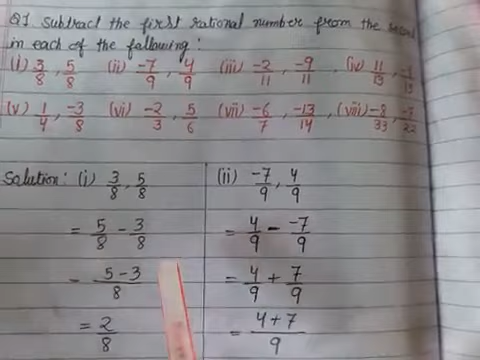 Q1 Subtract the first rational number from the second
in each of the following:
(i) 3/8, 5/8 (ii) -7/9, 4/9 (iii) -2/11, -9/11 (iv) 11/13,
(v) 1/4, -3/8 (vi) -2/3, 5/6 (vii) -6/7, -13/14 (viii) -8/33, -7/22
Solution: (i) 3/8, 5/8 (ii) -7/9, 4/9
= 5/8 - 3/8 = 4/9 - -7/9
- 5-3/8 = 4/9 + 7/9
= 2/8 = 4+7/9